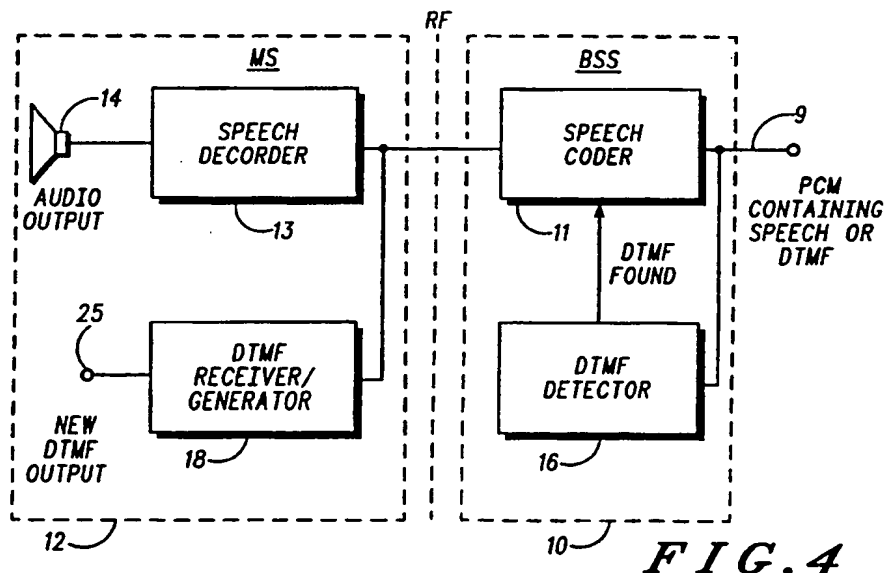 RF
MS
BSS
14
SPEECH
DECORDER
SPEECH
CODER
9
AUDIO
OUTPUT
13
11
PCM
CONTAINING
SPEECH OR
DTMF
DTMF
FOUND
25
DTMF
RECEIVER/
GENERATOR
DTMF
DETECTOR
NEW
DTMF
OUTPUT
18
16
12
10
FIG.4